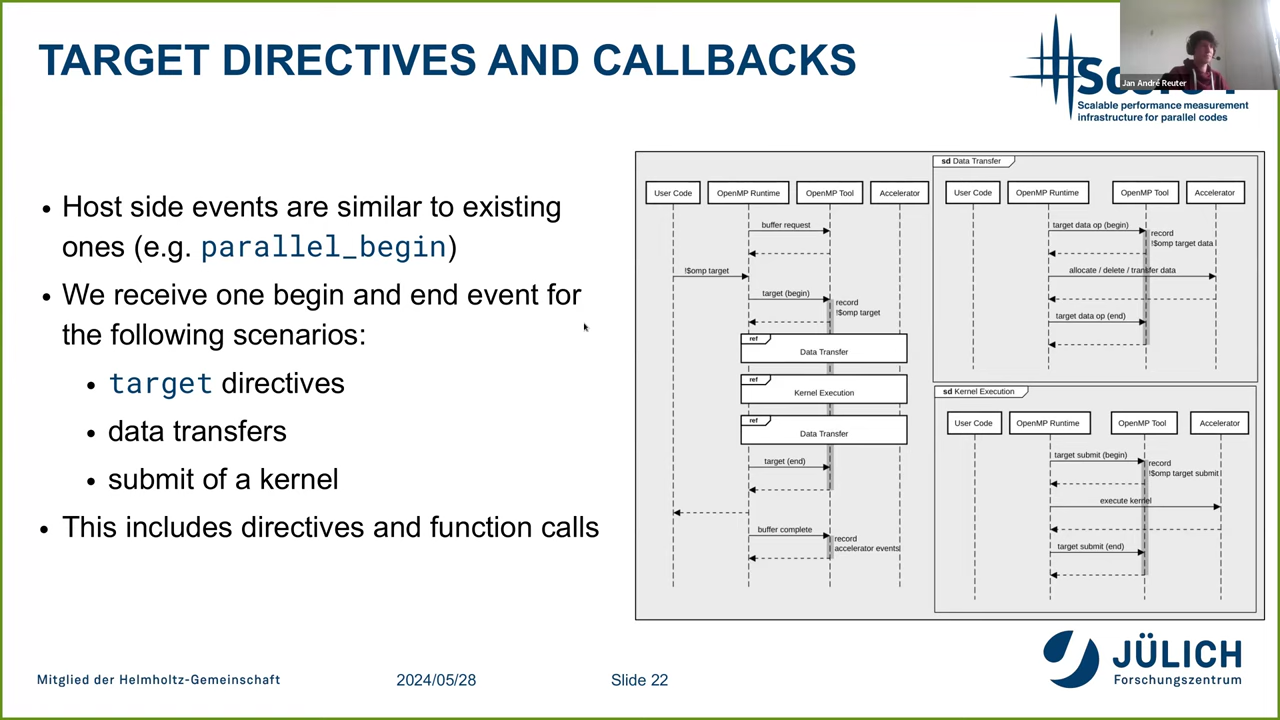 TARGET DIRECTIVES AND CALLBACKS
Jan André Reuter
Scalable performance measurement
infrastructure for parallel codes
• Host side events are similar to existing
ones (e.g. parallel_begin)
• We receive one begin and end event for
the following scenarios:
• target directives
• data transfers
• submit of a kernel
• This includes directives and function calls
User Code
OpenMP Runtime
OpenMP Tool
Accelerator
buffer request
!$omp target
target (begin)
record
!$omp target
ref
Data Transfer
ref
Kernel Execution
ref
Data Transfer
target (end)
buffer complete
record
accelerator events
sd Data Transfer
User Code
OpenMP Runtime
OpenMP Tool
Accelerator
target data op (begin)
record
!$omp target data
allocate / delete / transfer data
target data op (end)
sd Kernel Execution
User Code
OpenMP Runtime
OpenMP Tool
Accelerator
target submit (begin)
record
!$omp target submit
execute kernel
target submit (end)
Mitglied der Helmholtz-Gemeinschaft
2024/05/28
Slide 22
JÜLICH
Forschungszentrum